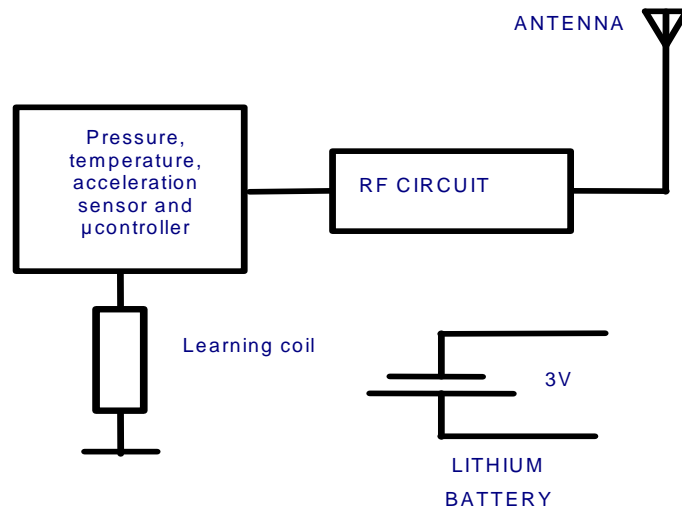 ANTENNA
Pressure,
temperature,
acceleration
sensor and
µcontroller
RF CIRCUIT
Learning coil
3V
LITHIUM
BATTERY